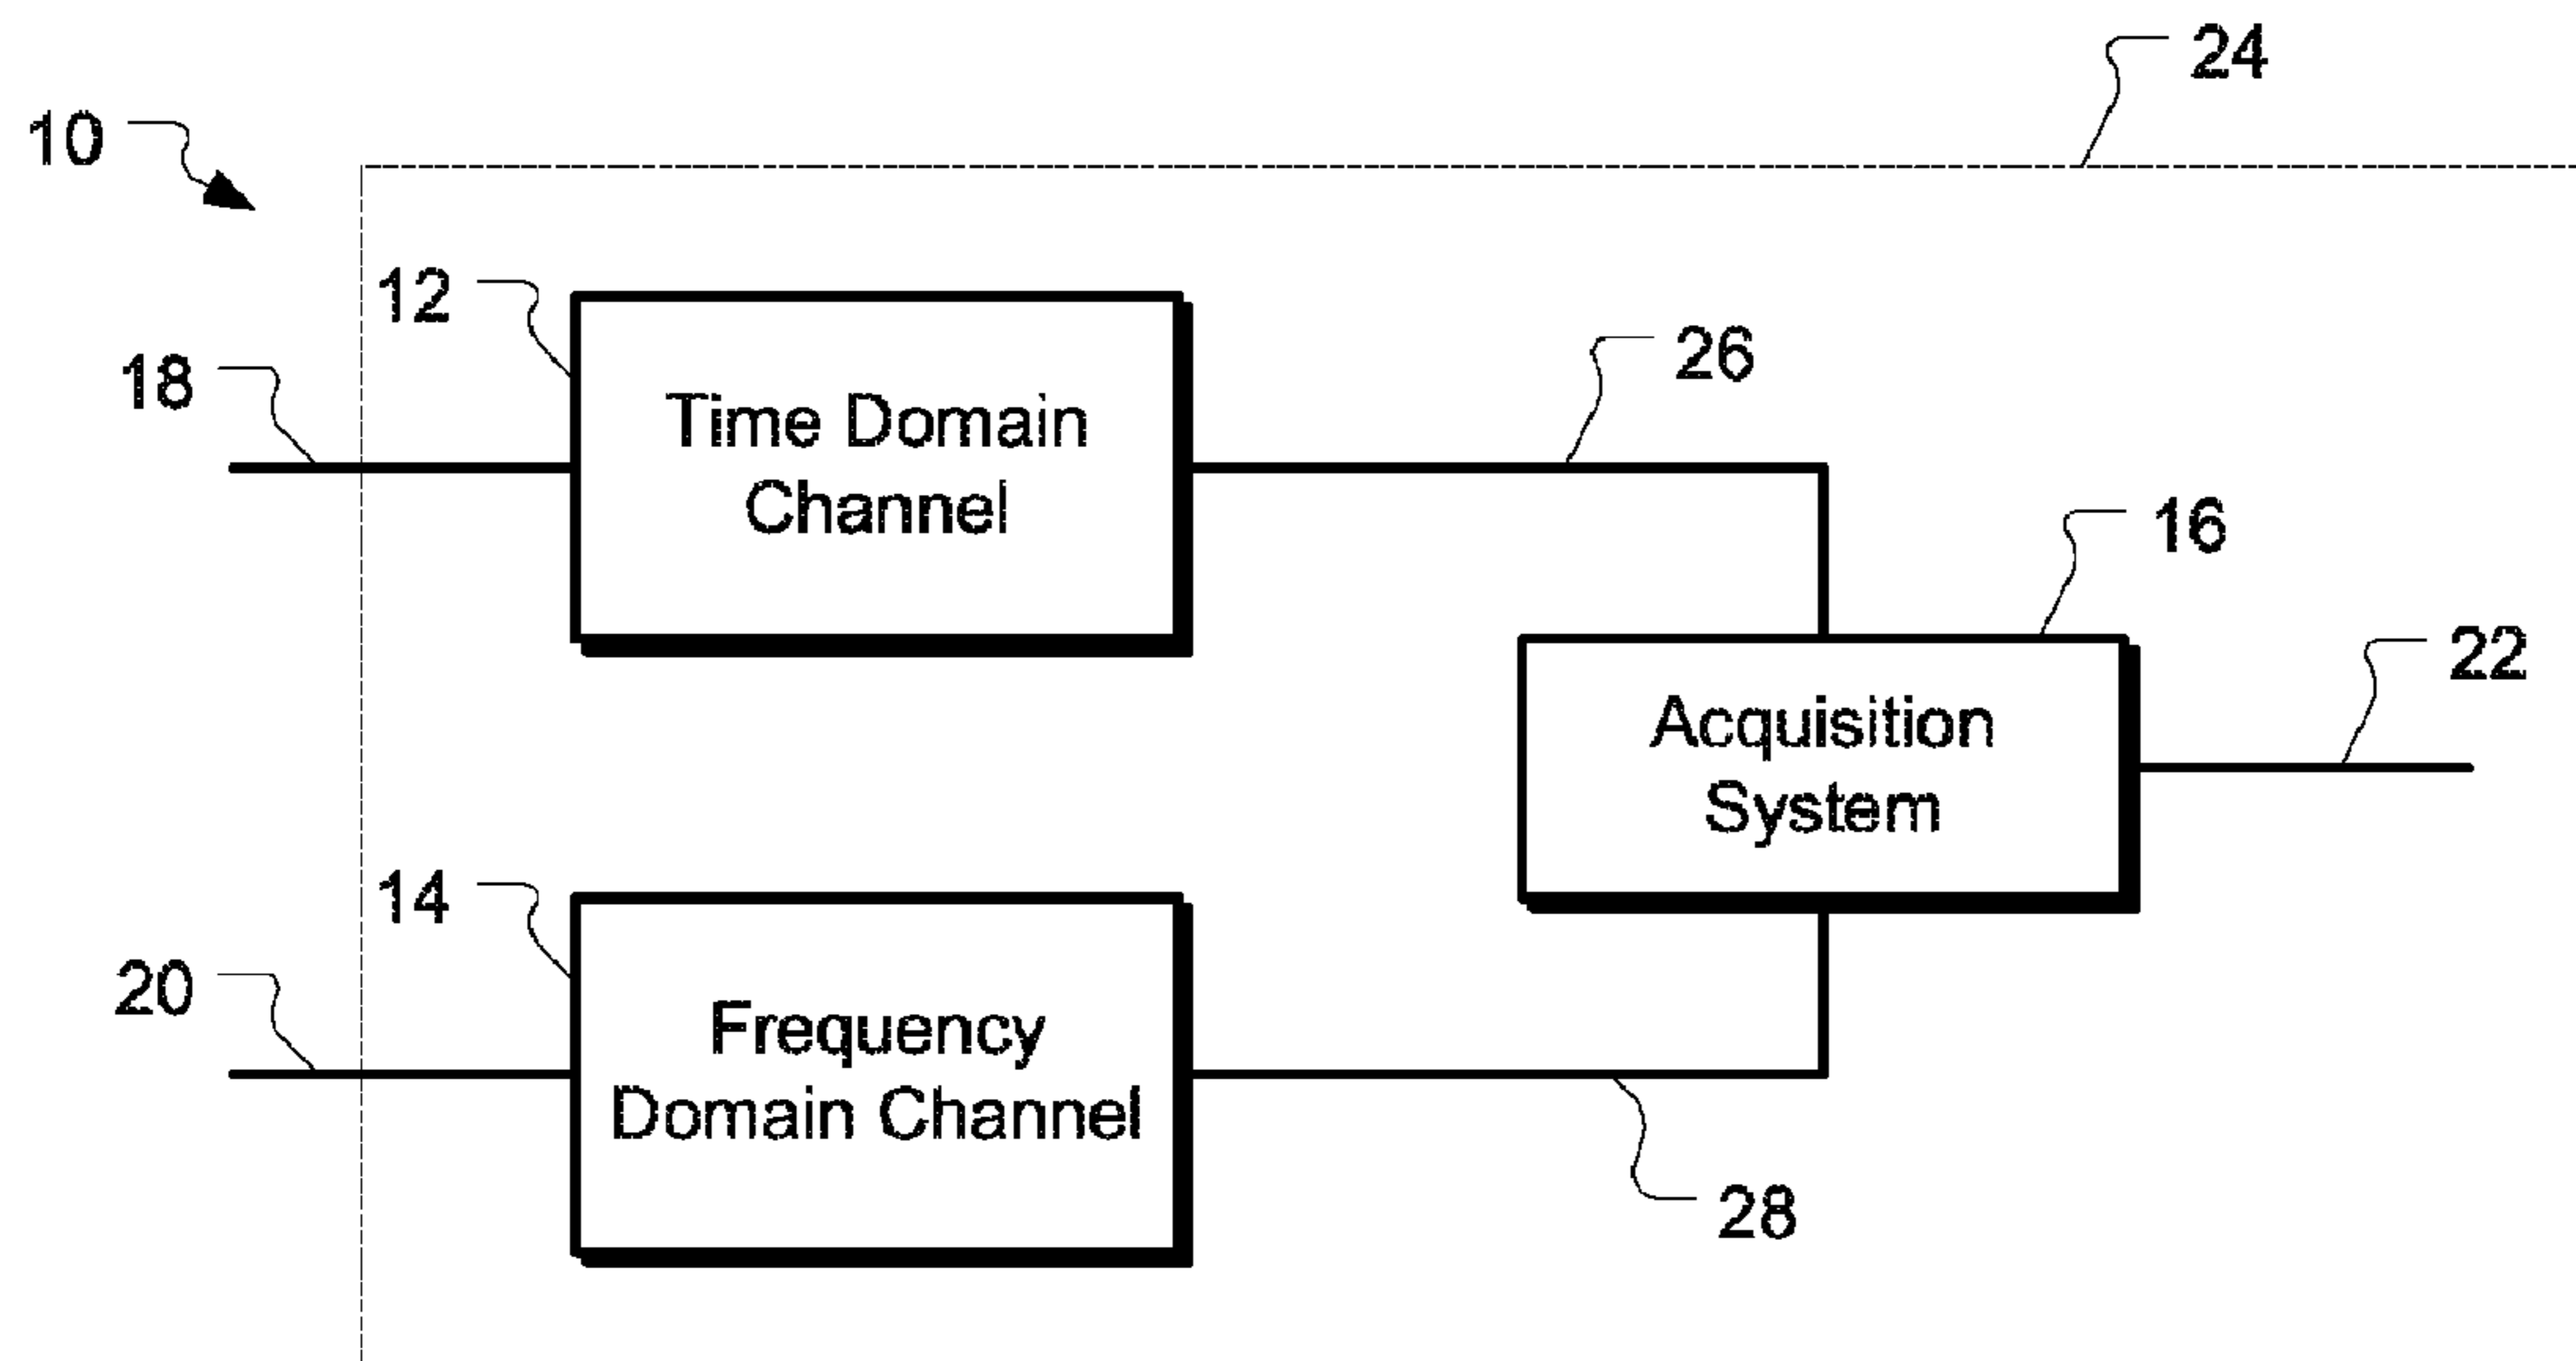 24
10
12
18
Time Domain
Channel
26
16
22
Acquisition
System
14
20
Frequency
Domain Channel
28